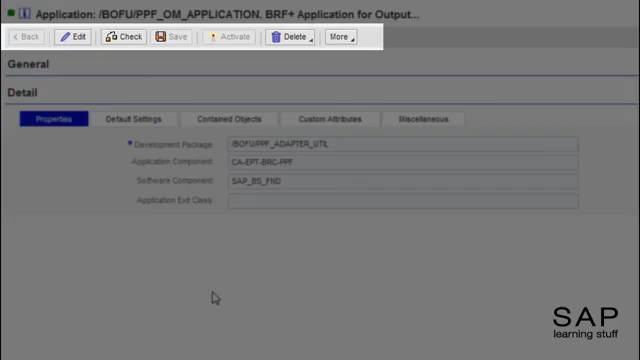 Application: /BOFU/PPF_OM_APPLICATION, BRF+ Application for Output...
Back Edit Check Save Activate Delete More
General
Detail
Properties Default Settings Contained Objects Custom Attributes Miscellaneous
* Development Package: /BOFU/PPF_ADAPTER_UTIL
Application Component: CA-EPT-BRC-PPF
Software Component: SAP_BS_FND
Application Exit Class:
SAP
learning stuff